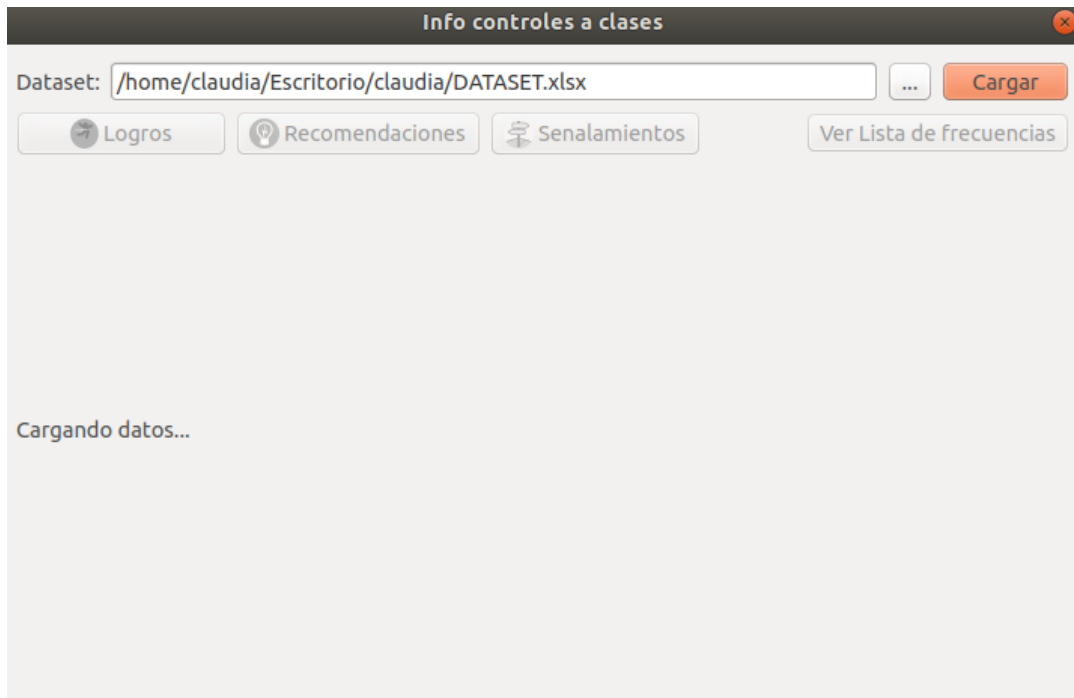 Info controles a clases
Dataset: /home/claudia/Escritorio/claudia/DATASET.xlsx ... Cargar
Logros Recomendaciones Senalamientos Ver Lista de frecuencias
Cargando datos...